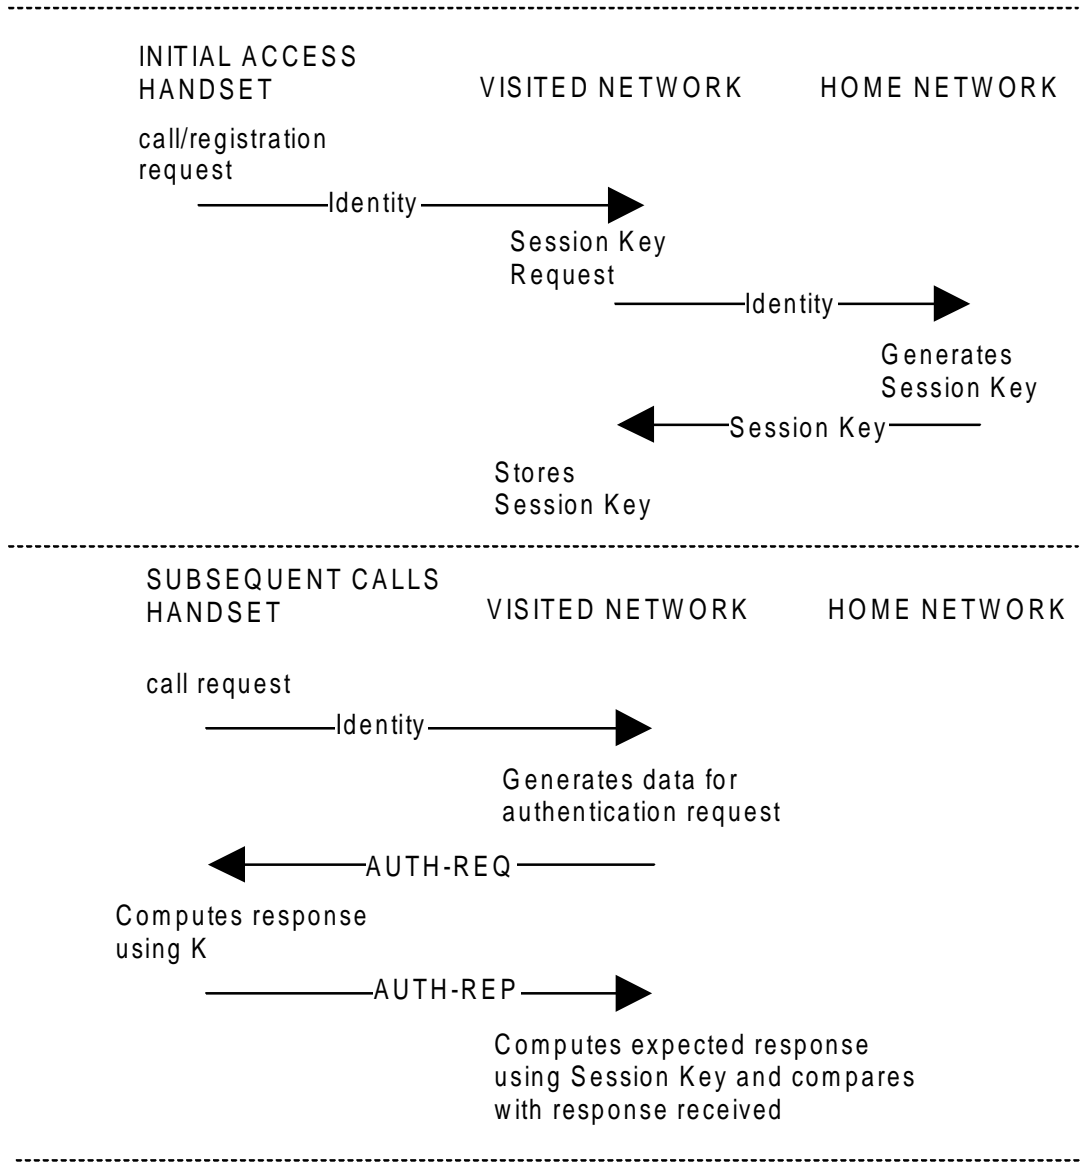 INITIAL ACCESS
HANDSET VISITED NETWORK HOME NETWORK
call/registration
request
Identity
Session Key
Request
Identity
Generates
Session Key
Session Key
Stores
Session Key
SUBSEQUENT CALLS
HANDSET VISITED NETWORK HOME NETWORK
call request
Identity
Generates data for
authentication request
AUTH-REQ
Computes response
using K
AUTH-REP
Computes expected response
using Session Key and compares
with response received